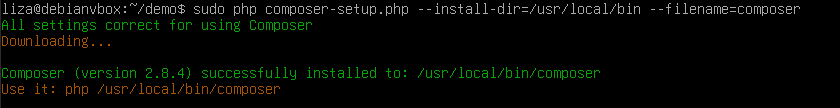 liza@debianvbox:~/demo$ sudo php composer-setup.php --install-dir=/usr/local/bin --filename=composer
All settings correct for using Composer
Downloading...
Composer (version 2.8.4) successfully installed to: /usr/local/bin/composer
Use it: php /usr/local/bin/composer